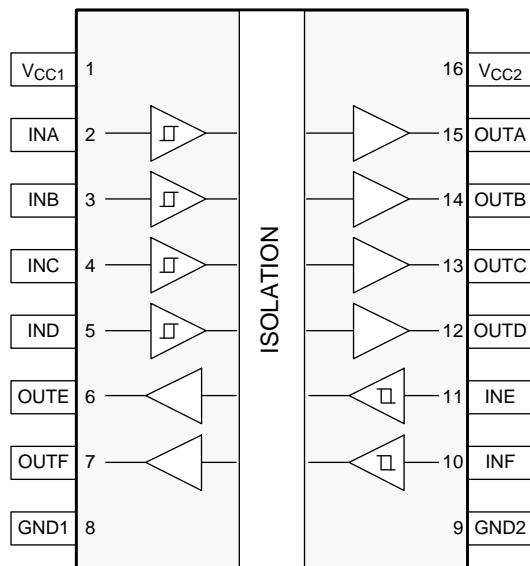 VCC1 1 16 VCC2
INA 2 15 OUTA
INB 3 14 OUTB
INC 4 13 OUTC
IND 5 12 OUTD
OUTE 6 11 INE
OUTF 7 10 INF
GND1 8 9 GND2
ISOLATION